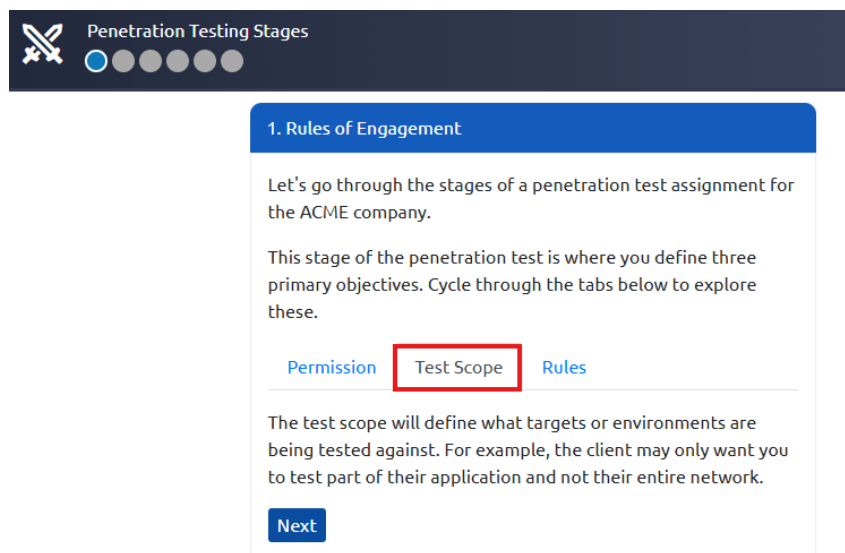 Penetration Testing Stages
1. Rules of Engagement
Let's go through the stages of a penetration test assignment for
the ACME company.
This stage of the penetration test is where you define three
primary objectives. Cycle through the tabs below to explore
these.
Permission Test Scope Rules
The test scope will define what targets or environments are
being tested against. For example, the client may only want you
to test part of their application and not their entire network.
Next